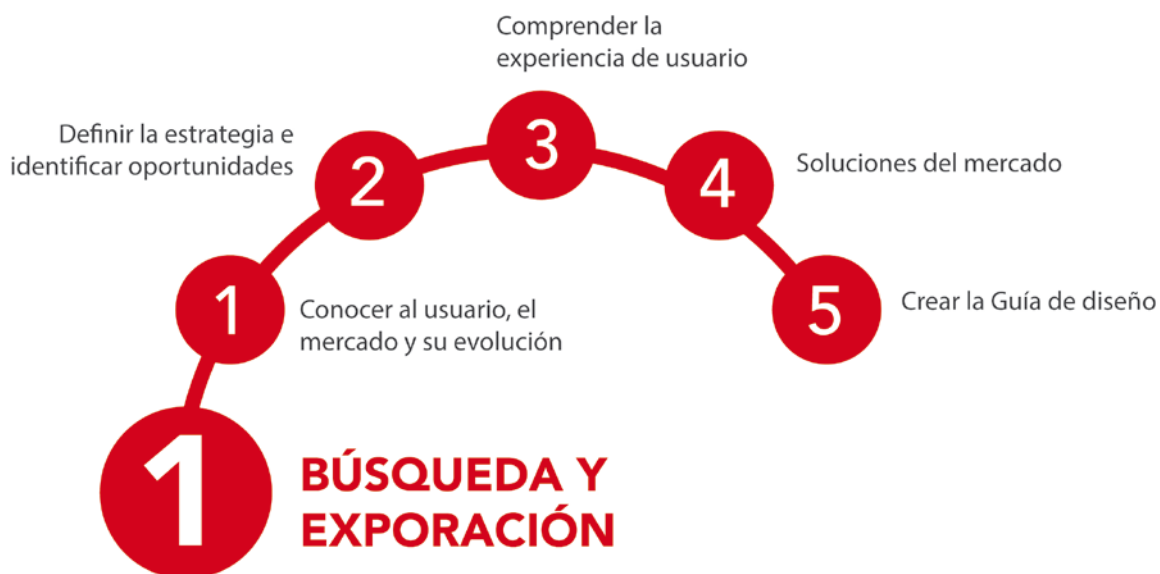 Comprender la
experiencia de usuario
3
Definir la estrategia e
identificar oportunidades
2
4
Soluciones del mercado
1
Conocer al usuario, el
mercado y su evolución
5
Crear la Guía de diseño
1
BÚSQUEDA Y
EXPORACIÓN